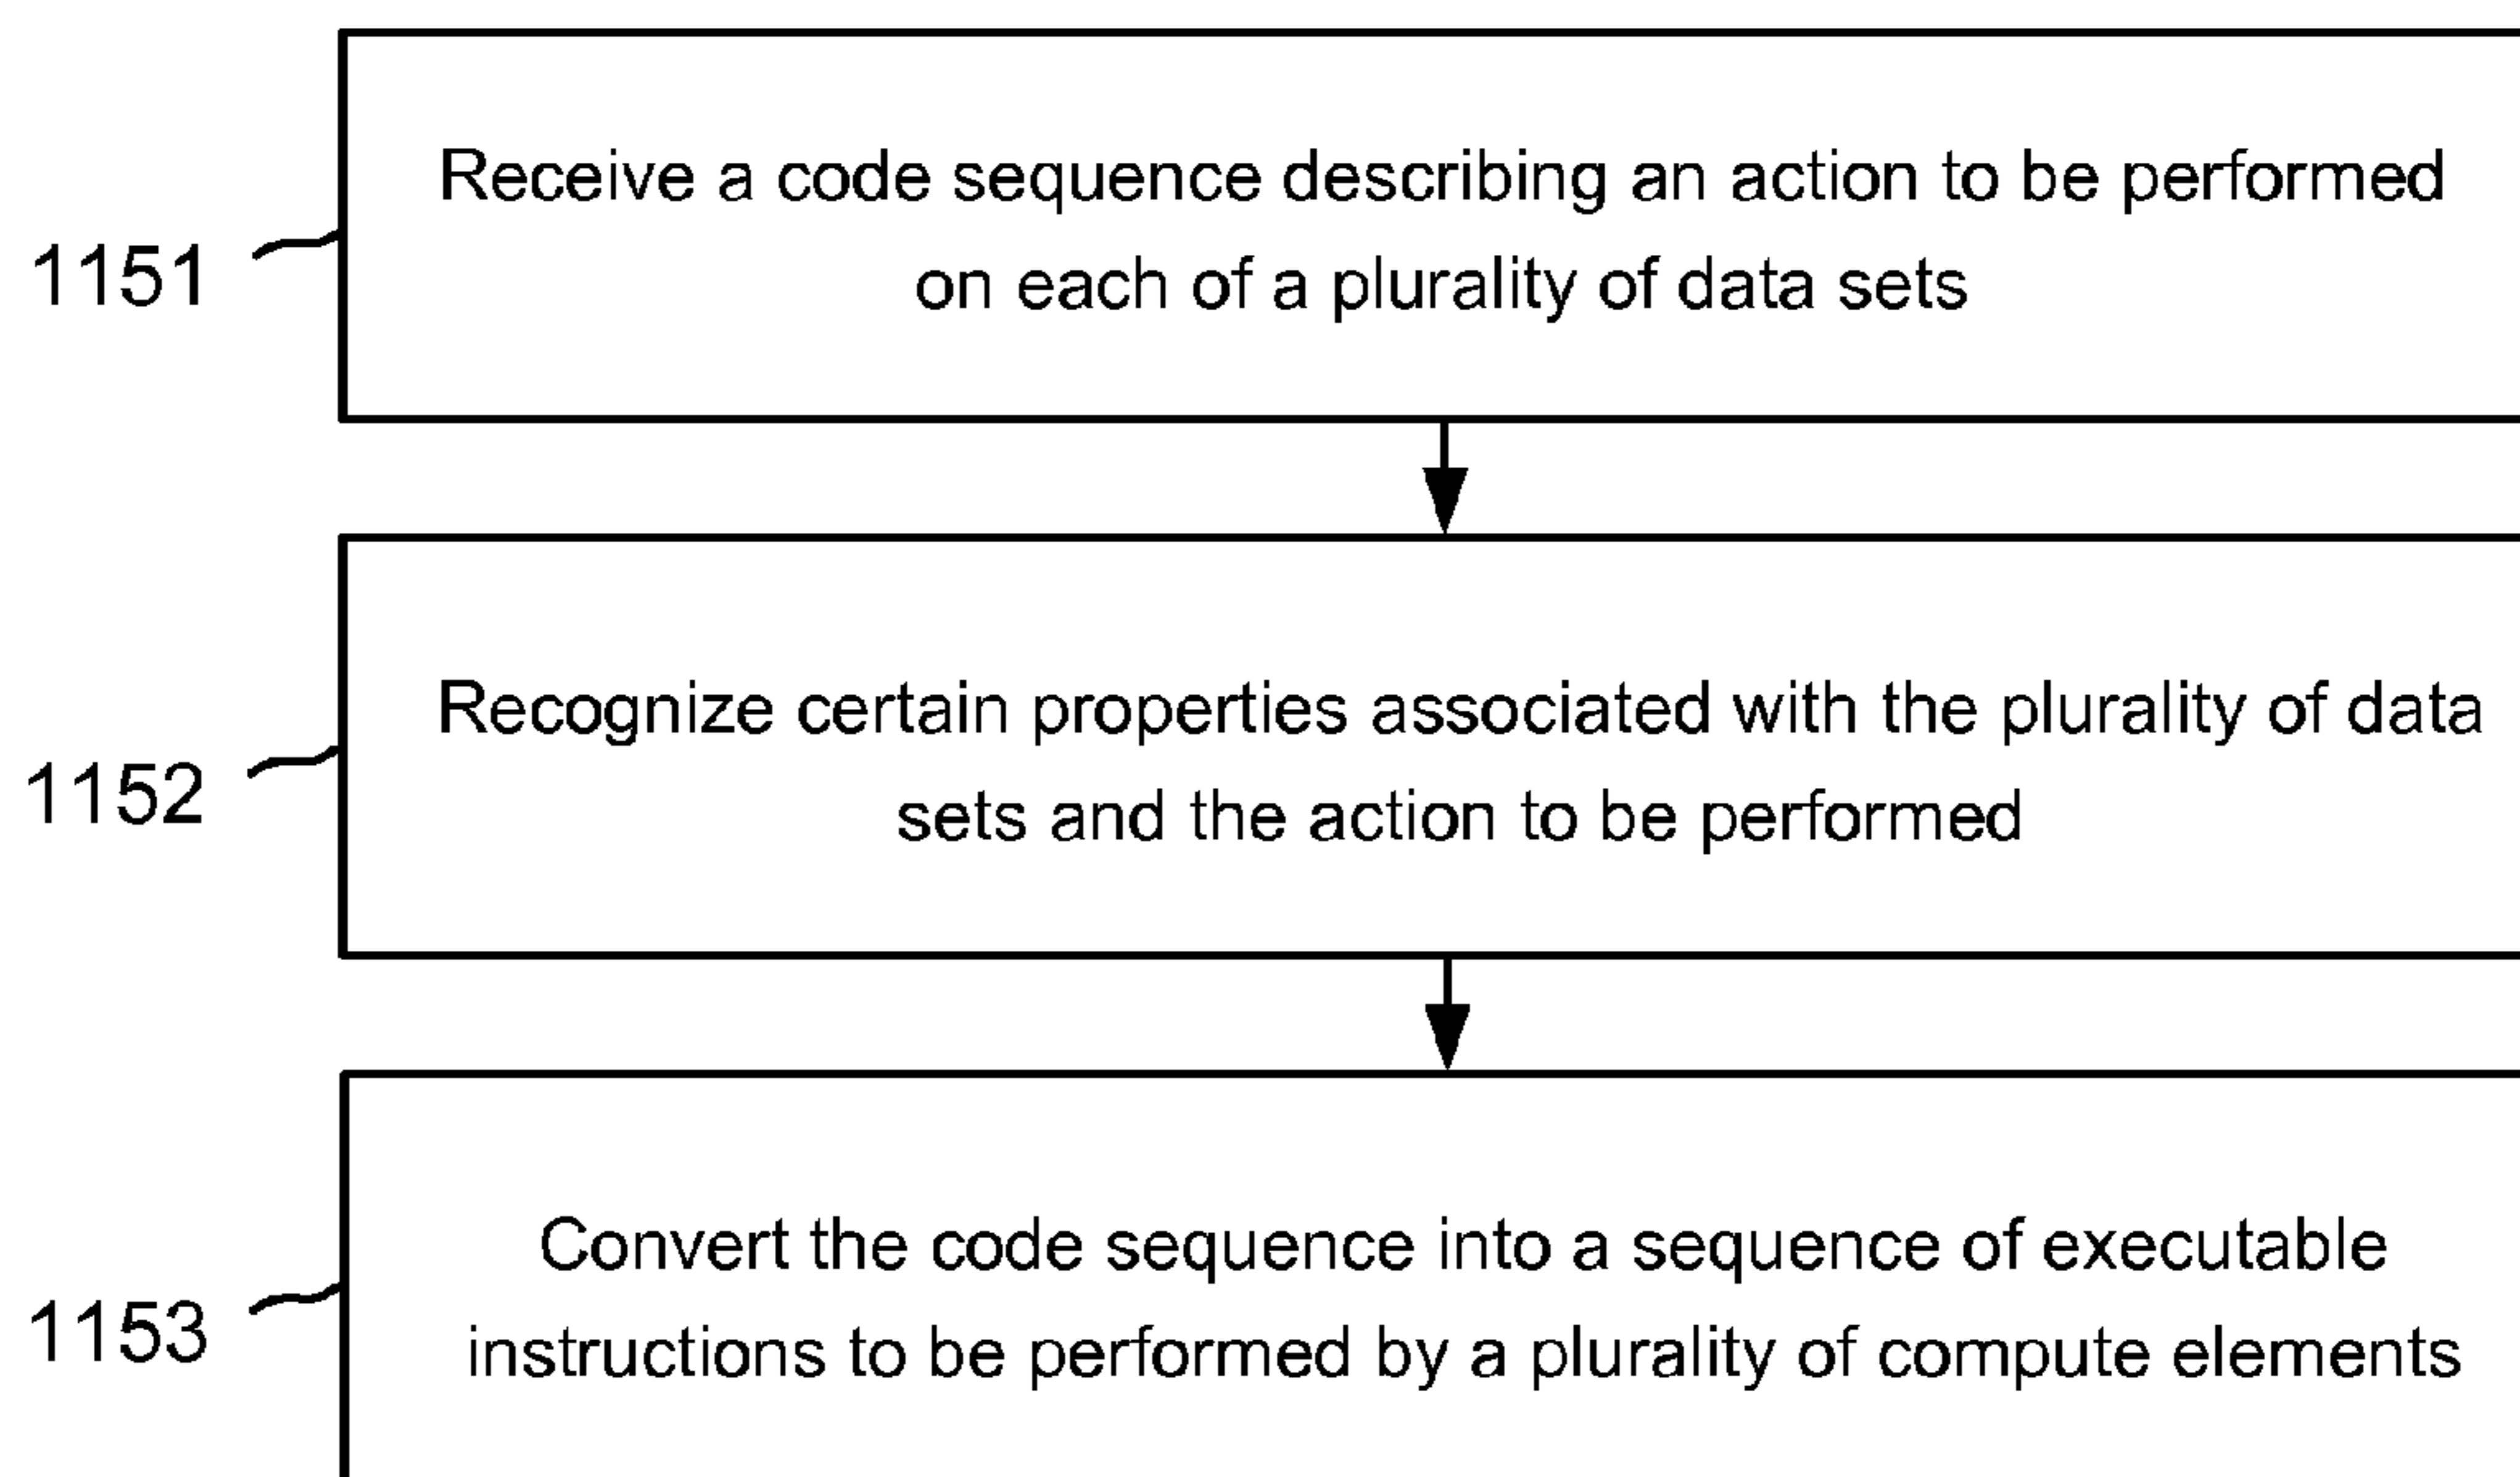 Receive a code sequence describing an action to be performed
on each of a plurality of data sets
1151
Recognize certain properties associated with the plurality of data
sets and the action to be performed
1152
Convert the code sequence into a sequence of executable
instructions to be performed by a plurality of compute elements
1153